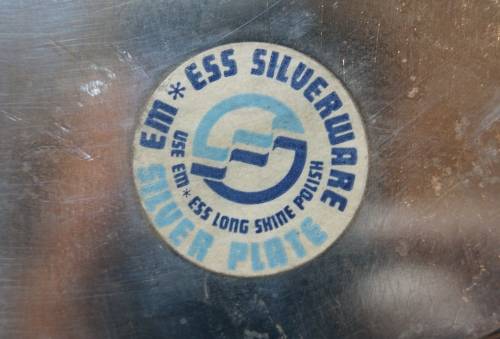 EM*ESS SILVERWARE
USE EM*ESS LONG SHINE POLISH
SILVER PLATE